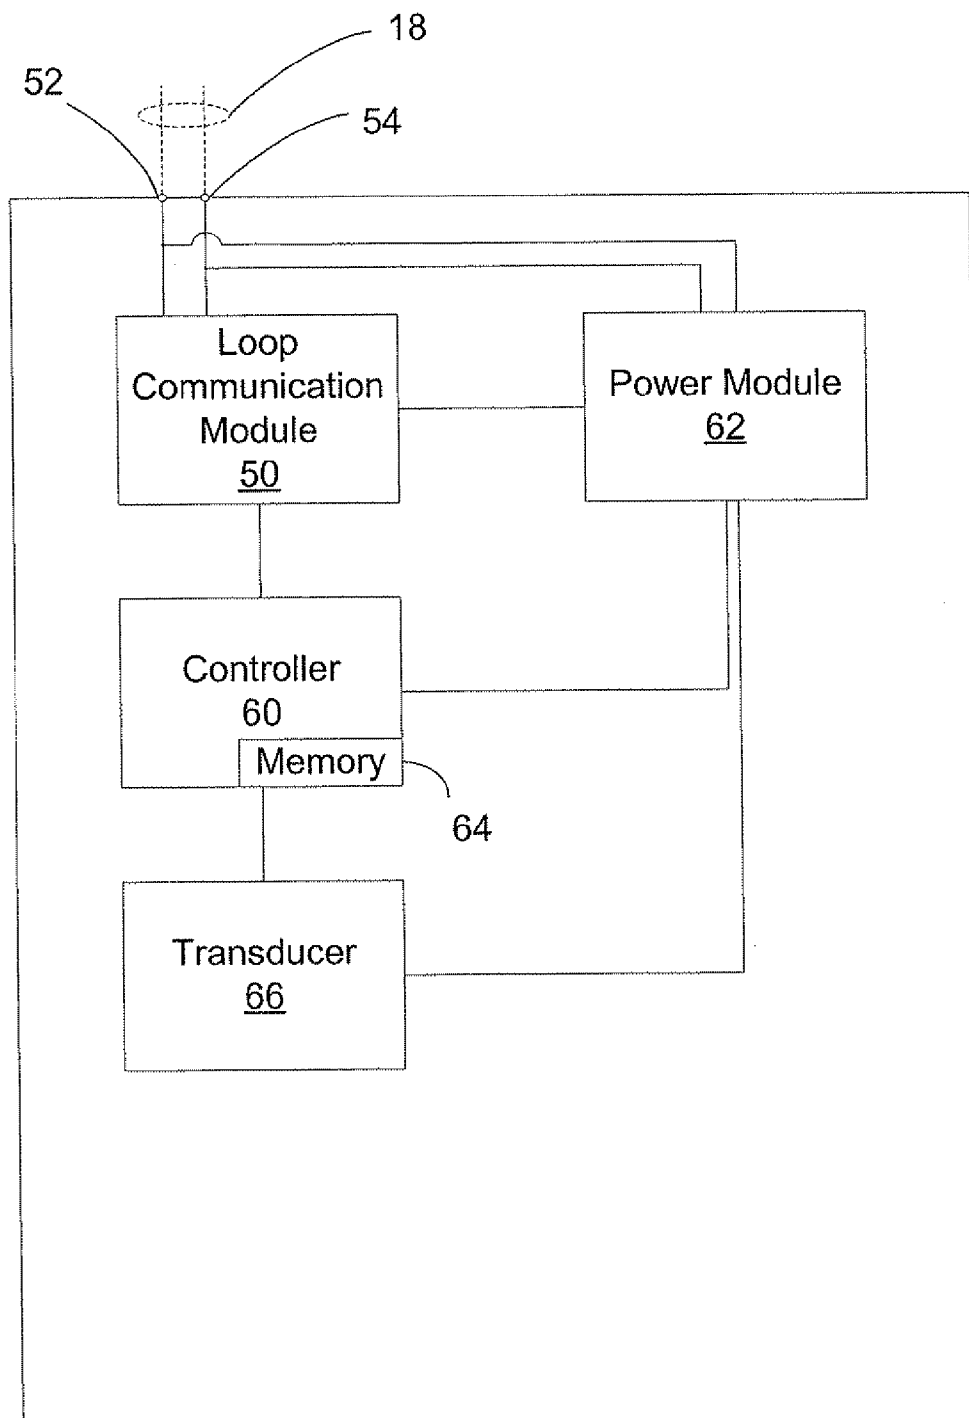 18
52
54
Loop
Communication
Module
50
Power Module
62
Controller
60
Memory
64
Transducer
66